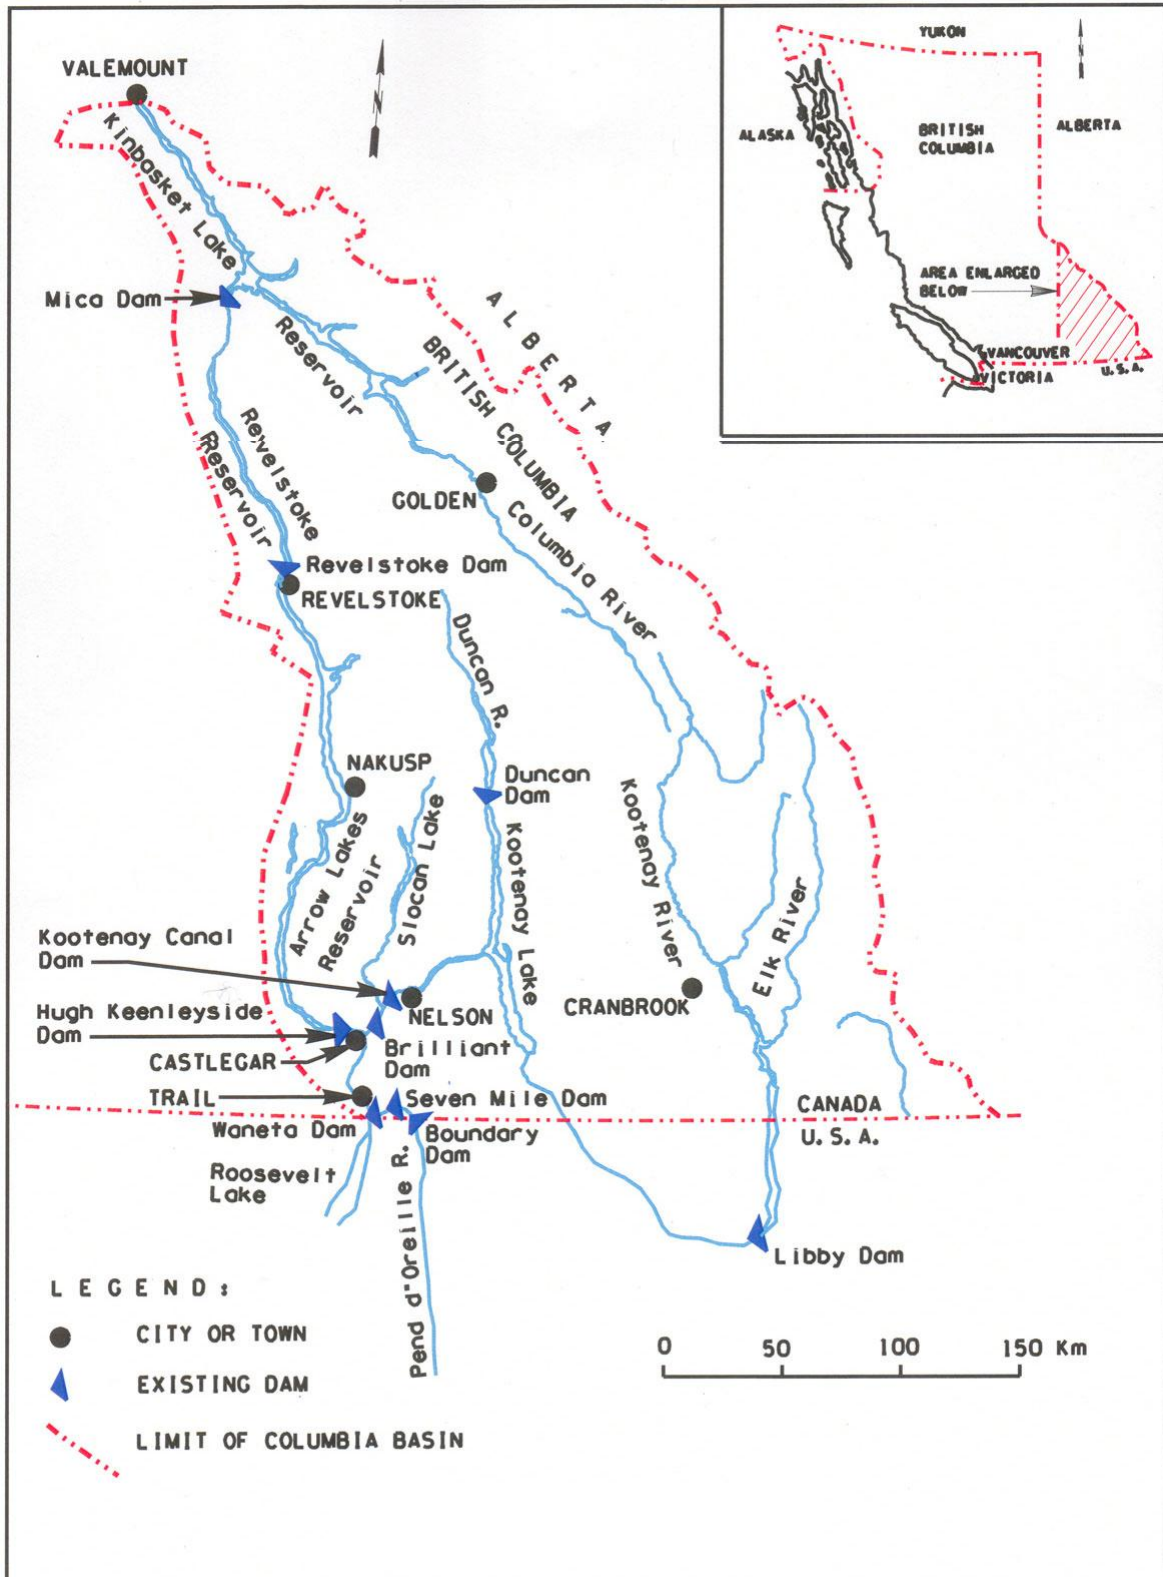 VALEMOUNT
N
Kinbasket Lake
Reservoir
Mica Dam
ALBERTA
BRITISH COLUMBIA
Revelstoke
Reservoir
GOLDEN
Columbia River
Revelstoke Dam
REVELSTOKE
Duncan R.
NAKUSP
Duncan
Dam
Arrow Lakes
Reservoir
Slocan Lake
Kootenay Lake
Kootenay River
Elk River
Kootenay Canal
Dam
Hugh Keenleyside
Dam
NELSON
CRANBROOK
CASTLEGAR
Brilliant
Dam
TRAIL
Seven Mile Dam
CANADA
U.S.A.
Waneta Dam
Boundary
Dam
Roosevelt
Lake
Pend d'Oreille R.
Libby Dam
YUKON
N
ALASKA
BRITISH
COLUMBIA
ALBERTA
AREA ENLARGED
BELOW
VANCOUVER
VICTORIA
U.S.A.
LEGEND:
CITY OR TOWN
EXISTING DAM
LIMIT OF COLUMBIA BASIN
0 50 100 150 Km